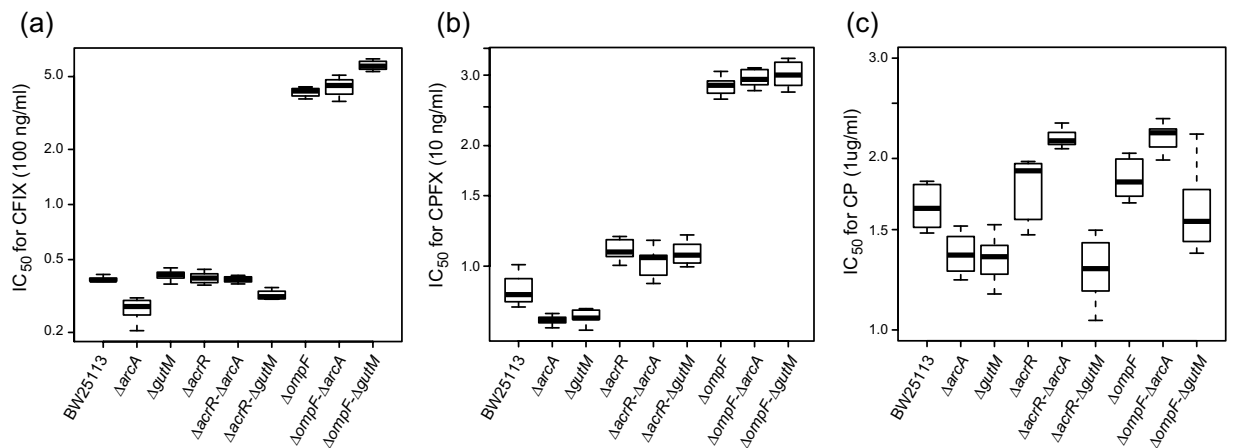 (a)
IC50 for CFIX (100 ng/ml)
5.0
2.0
1.0
0.5
0.2
BW25113
ΔarcA
ΔgutM
ΔacrR
ΔacrR-ΔarcA
ΔacrR-ΔgutM
ΔompF
ΔompF-ΔarcA
ΔompF-ΔgutM
(b)
IC50 for CPFX (10 ng/ml)
3.0
2.0
1.5
1.0
BW25113
ΔarcA
ΔgutM
ΔacrR
ΔacrR-ΔarcA
ΔacrR-ΔgutM
ΔompF
ΔompF-ΔarcA
ΔompF-ΔgutM
(c)
IC50 for CP (1ug/ml)
1.0
2.0
1.5
1.0
BW25113
ΔarcA
ΔgutM
ΔacrR
ΔacrR-ΔarcA
ΔacrR-ΔgutM
ΔompF
ΔompF-ΔarcA
ΔompF-ΔgutM